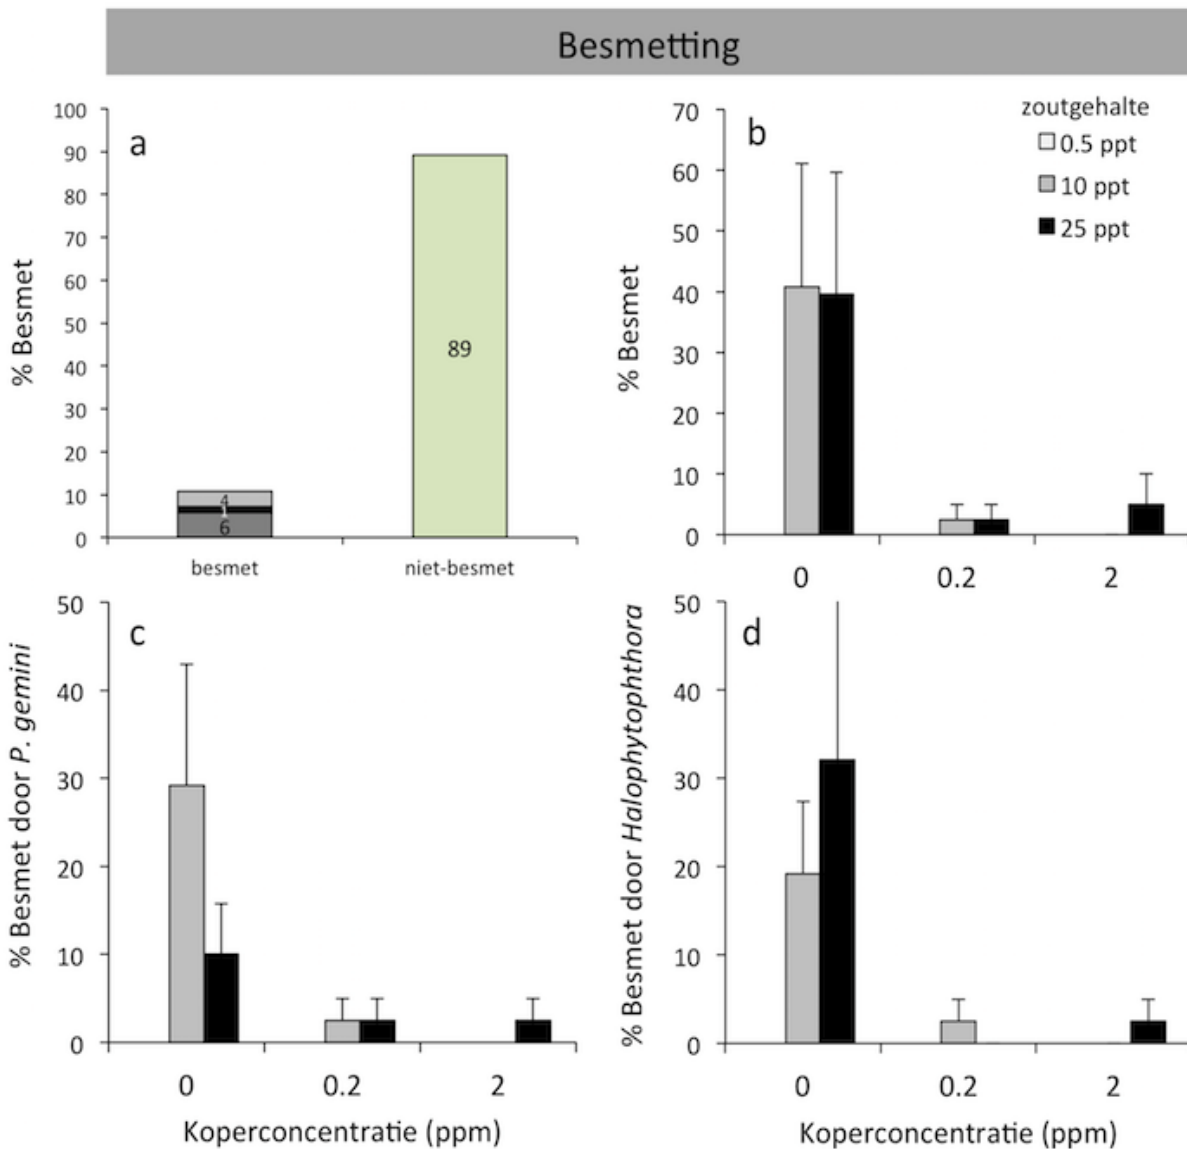 Besmetting
a
% Besmet
100
90
80
70
60
50
40
30
20
10
0
4
1
6
89
besmet
niet-besmet
b
% Besmet
70
60
50
40
30
20
10
0
zoutgehalte
0.5 ppt
10 ppt
25 ppt
0
0.2
2
c
% Besmet door P. gemini
50
40
30
20
10
0
0
0.2
2
Koperconcentratie (ppm)
d
% Besmet door Halophytophthora
50
40
30
20
10
0
0
0.2
2
Koperconcentratie (ppm)